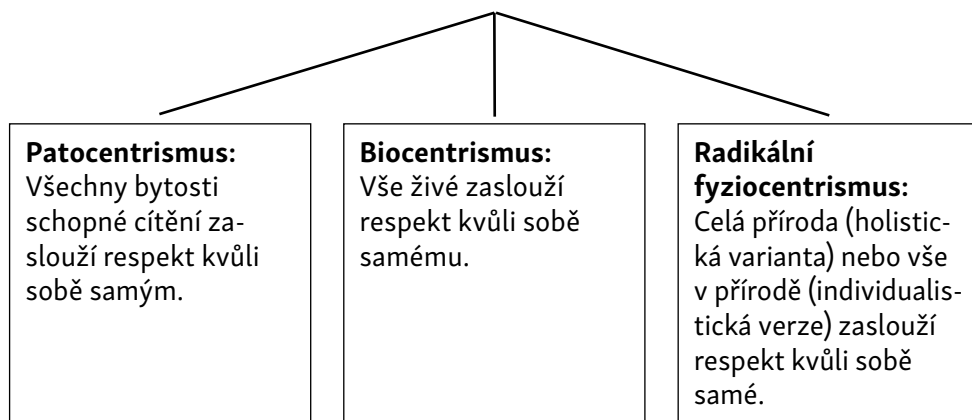 Patocentrismus:
Všechny bytosti
schopné cítění za-
slouží respekt kvůli
sobě samým.
Biocentrismus:
Vše živé zaslouží
respekt kvůli sobě
samému.
Radikální
fyziocentrismus:
Celá příroda (holistic-
ká varianta) nebo vše
v přírodě (individualis-
tická verze) zaslouží
respekt kvůli sobě
samé.